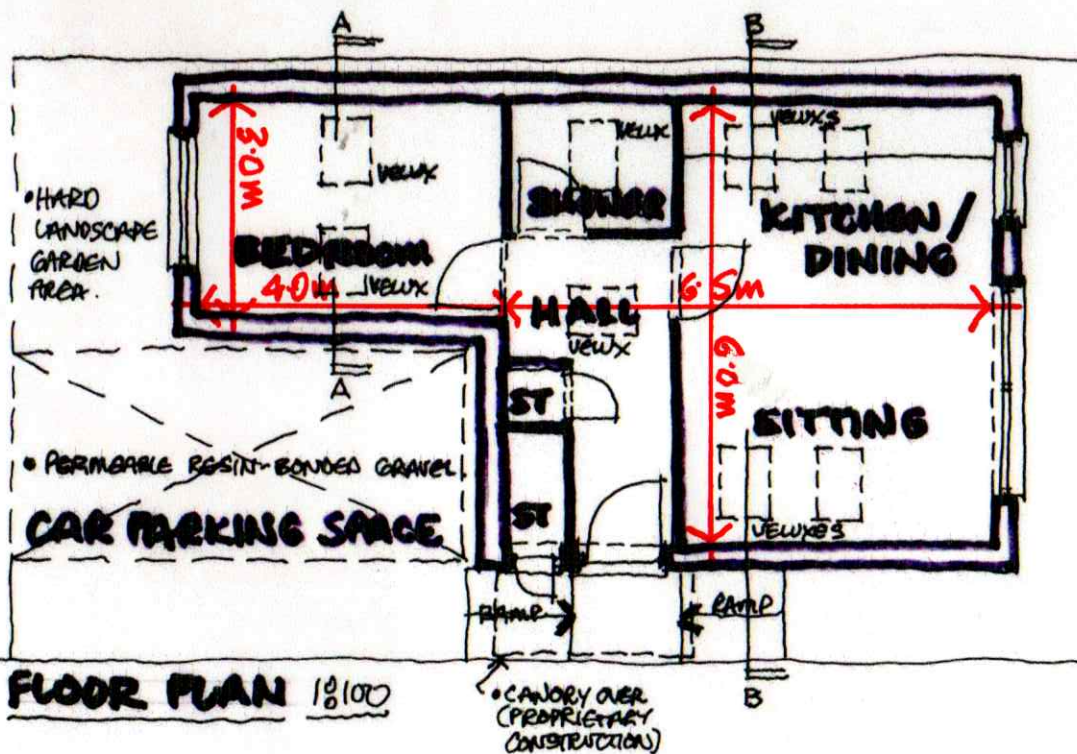 A
B
3.0m
VELUX
VELUX
VELUXS
•HARD
LANDSCAPE
GARDEN
AREA.
SHOWER
KITCHEN/
DINING
BEDROOM
4.0m
VELUX
HALL
6.5m
VELUX
A
6.0m
ST
SITTING
• PERMEABLE RESIN-BONDED GRAVEL
CAR PARKING SPACE
ST
VELUXES
RAMP
RAMP
FLOOR PLAN 1:100
•CANOPY OVER
(PROPRIETARY
CONSTRUCTION)
B